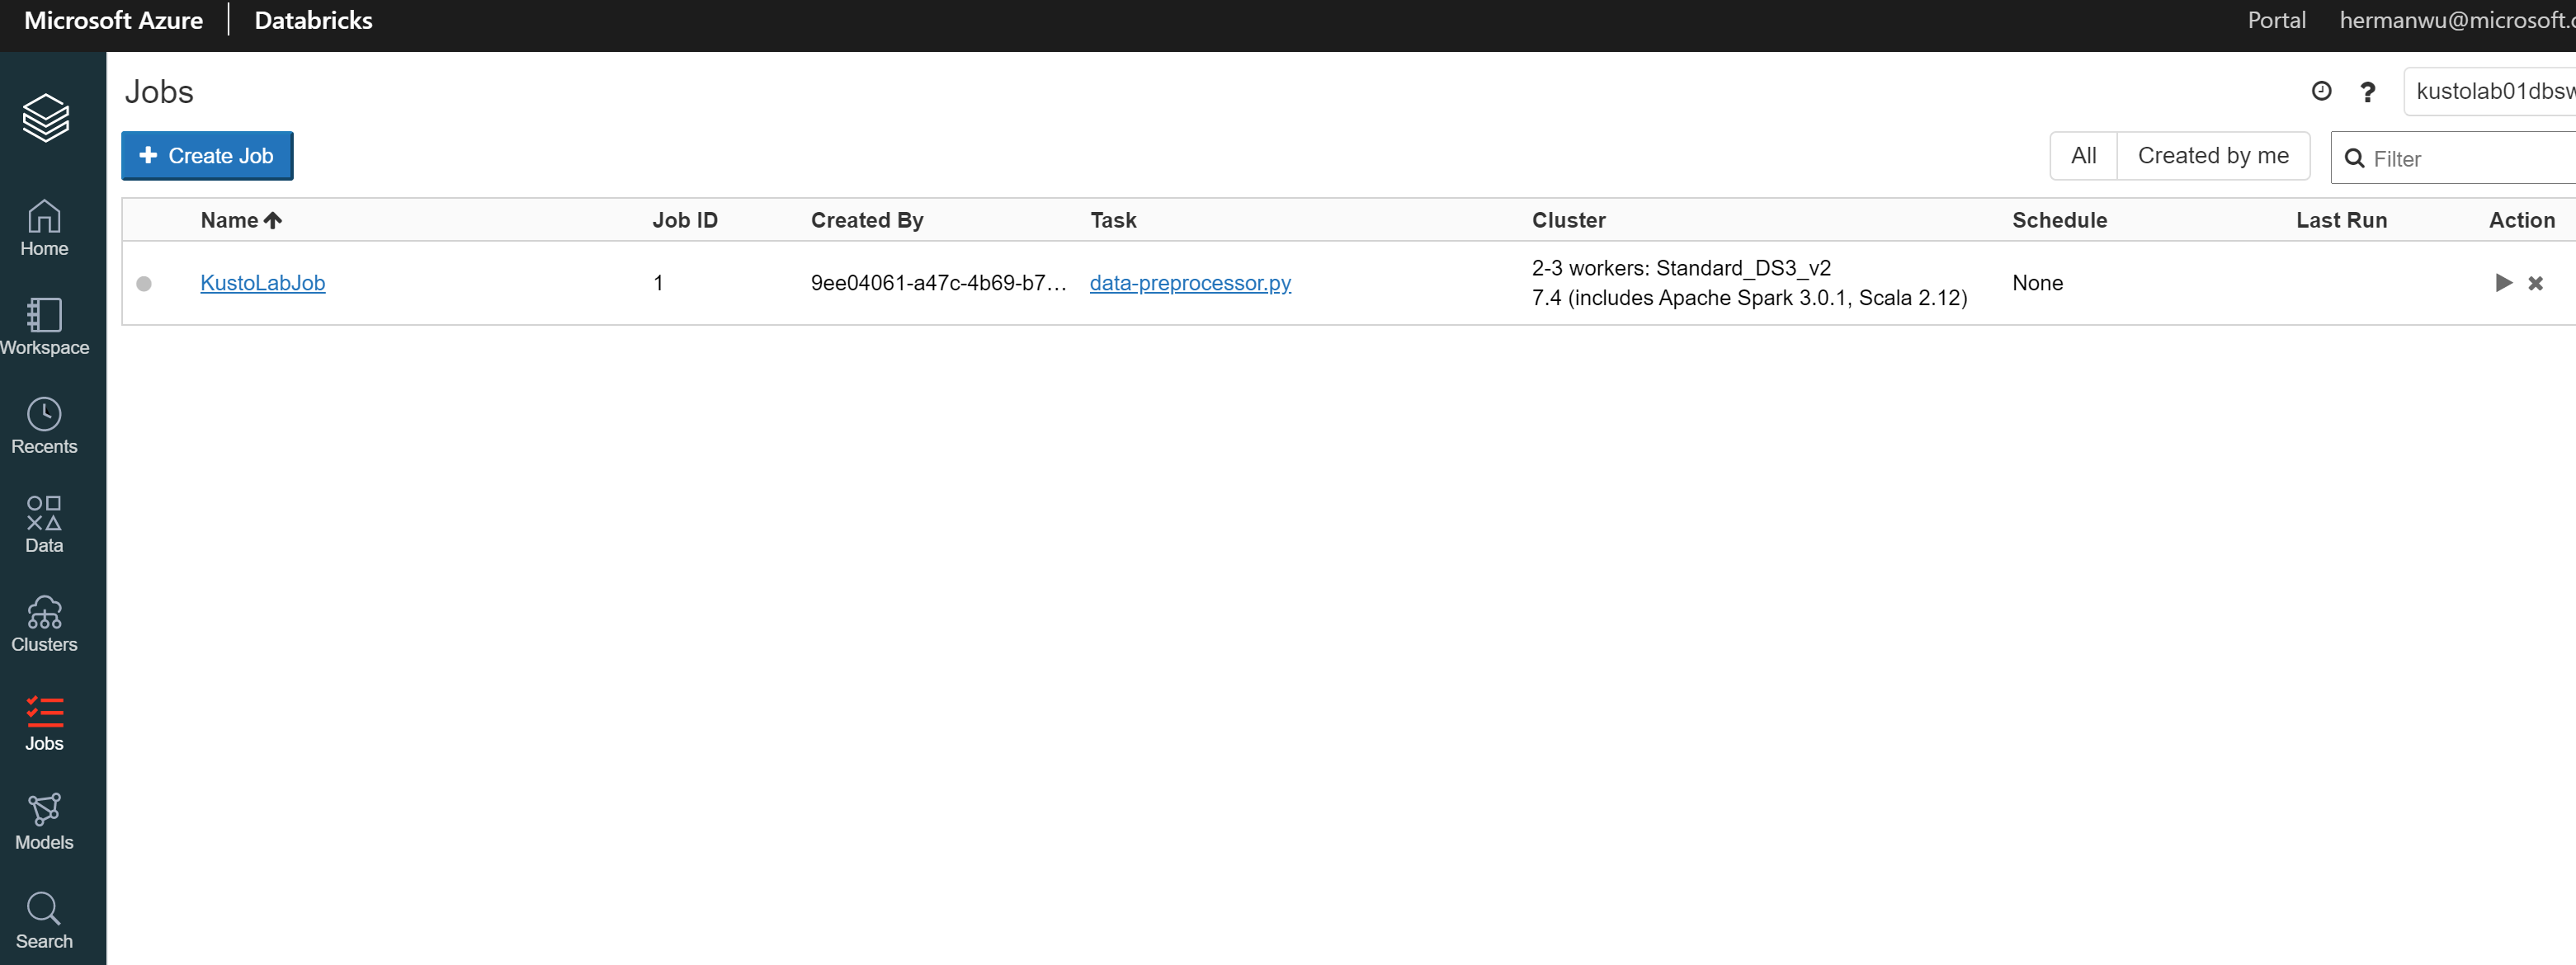 Microsoft Azure | Databricks Portal hermanwu@microsoft.c
Jobs
kustolab01dbsw
Create Job
All Created by me Filter
Name Job ID Created By Task Cluster Schedule Last Run Action
KustoLabJob 1 9ee04061-a47c-4b69-b7... data-preprocessor.py 2-3 workers: Standard_DS3_v2 None
7.4 (includes Apache Spark 3.0.1, Scala 2.12)
Home
Workspace
Recents
Data
Clusters
Jobs
Models
Search